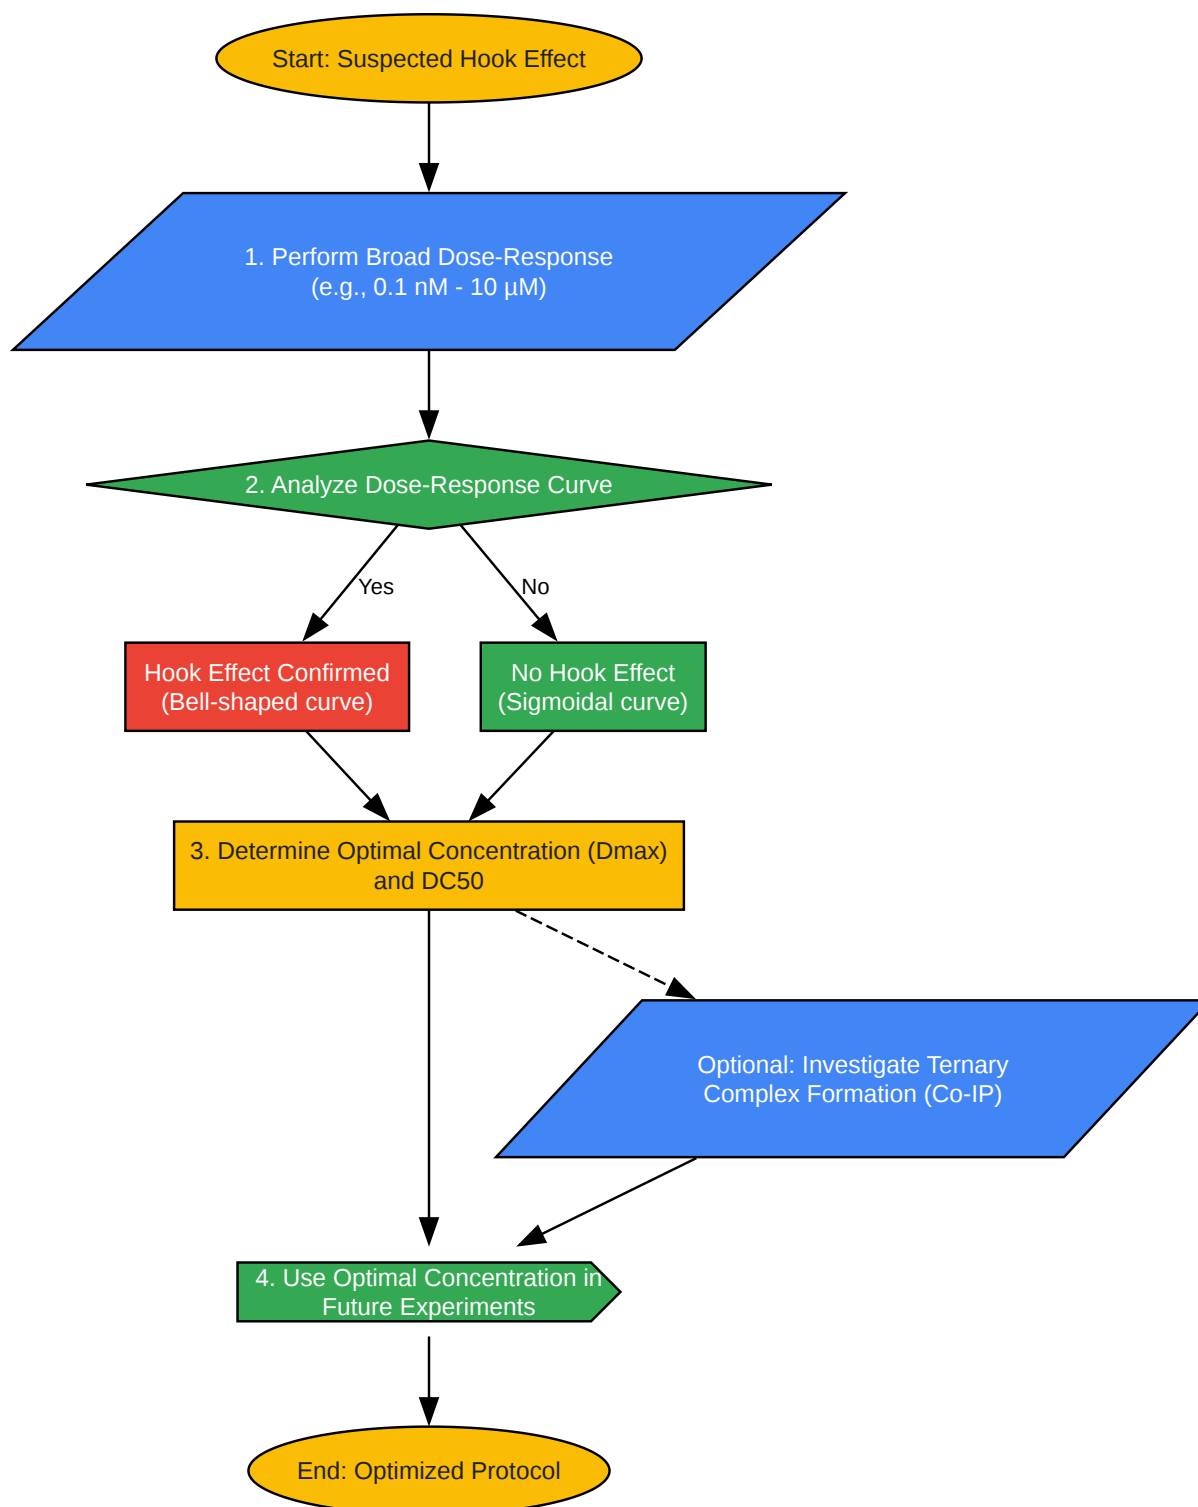 Start: Suspected Hook Effect
1. Perform Broad Dose-Response
(e.g., 0.1 nM - 10 µM)
2. Analyze Dose-Response Curve
Yes
No
Hook Effect Confirmed
(Bell-shaped curve)
No Hook Effect
(Sigmoidal curve)
3. Determine Optimal Concentration (Dmax)
and DC50
Optional: Investigate Ternary
Complex Formation (Co-IP)
4. Use Optimal Concentration in
Future Experiments
End: Optimized Protocol